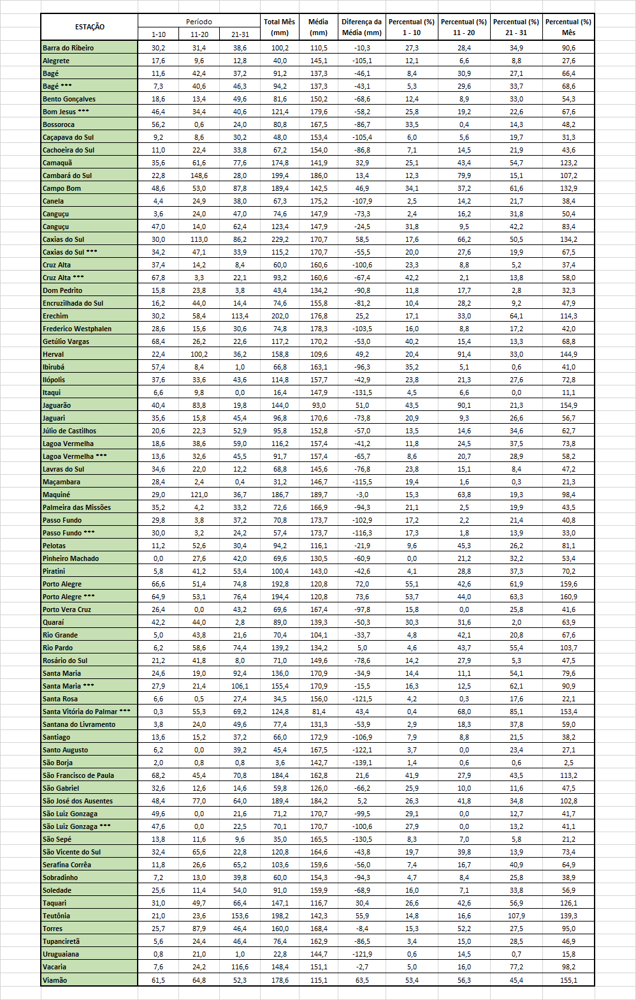 ESTAÇÃO Período Total Mês (mm) Média (mm) Diferença da Média (mm) Percentual (%) 1 - 10 Percentual (%) 11 - 20 Percentual (%) 21 - 31 Percentual (%) Mês
1-10 11-20 21-31
Barra do Ribeiro 30,2 31,4 38,6 100,2 110,5 -10,3 27,3 28,4 34,9 90,6
Alegrete 17,6 9,6 12,8 40,0 145,1 -105,1 12,1 6,6 8,8 27,6
Bagé 11,6 42,4 37,2 91,2 137,3 -46,1 8,4 30,9 27,1 66,4
Bagé *** 7,3 40,6 46,3 94,2 137,3 -43,1 5,3 29,6 33,7 68,6
Bento Gonçalves 18,6 13,4 49,6 81,6 150,2 -68,6 12,4 8,9 33,0 54,3
Bom Jesus *** 46,4 34,4 40,6 121,4 179,6 -58,2 25,8 19,2 22,6 67,6
Bossoroca 56,2 0,6 24,0 80,8 167,5 -86,7 33,5 0,4 14,3 48,2
Caçapava do Sul 9,2 8,6 30,2 48,0 153,4 -105,4 6,0 5,6 19,7 31,3
Cachoeira do Sul 11,0 22,4 33,8 67,2 154,0 -86,8 7,1 14,5 21,9 43,6
Camaquã 35,6 61,6 77,6 174,8 141,9 32,9 25,1 43,4 54,7 123,2
Cambará do Sul 22,8 148,6 28,0 199,4 186,0 13,4 12,3 79,9 15,1 107,2
Campo Bom 48,6 53,0 87,8 189,4 142,5 46,9 34,1 37,2 61,6 132,9
Canela 4,4 24,9 38,0 67,3 175,2 -107,9 2,5 14,2 21,7 38,4
Canguçu 3,6 24,0 47,0 74,6 147,9 -73,3 2,4 16,2 31,8 50,4
Canguçu 47,0 14,0 62,4 123,4 147,9 -24,5 31,8 9,5 42,2 83,4
Caxias do Sul 30,0 113,0 86,2 229,2 170,7 58,5 17,6 66,2 50,5 134,2
Caxias do Sul *** 34,2 47,1 33,9 115,2 170,7 -55,5 20,0 27,6 19,9 67,5
Cruz Alta 37,4 14,2 8,4 60,0 160,6 -100,6 23,3 8,8 5,2 37,4
Cruz Alta *** 67,8 3,3 22,1 93,2 160,6 -67,4 42,2 2,1 13,8 58,0
Dom Pedrito 15,8 23,8 3,8 43,4 134,2 -90,8 11,8 17,7 2,8 32,3
Encruzilhada do Sul 16,2 44,0 14,4 74,6 155,8 -81,2 10,4 28,2 9,2 47,9
Erechim 30,2 58,4 113,4 202,0 176,8 25,2 17,1 33,0 64,1 114,3
Frederico Westphalen 28,6 15,6 30,6 74,8 178,3 -103,5 16,0 8,8 17,2 42,0
Getúlio Vargas 68,4 26,2 22,6 117,2 170,2 -53,0 40,2 15,4 13,3 68,8
Herval 22,4 100,2 36,2 158,8 109,6 49,2 20,4 91,4 33,0 144,9
Ibirubá 57,4 8,4 1,0 66,8 163,1 -96,3 35,2 5,1 0,6 41,0
Ilópolis 37,6 33,6 43,6 114,8 157,7 -42,9 23,8 21,3 27,6 72,8
Itaqui 6,6 9,8 0,0 16,4 147,9 -131,5 4,5 6,6 0,0 11,1
Jaguarão 40,4 83,8 19,8 144,0 93,0 51,0 43,5 90,1 21,3 154,9
Jaguari 35,6 15,8 45,4 96,8 170,6 -73,8 20,9 9,3 26,6 56,7
Júlio de Castilhos 20,6 22,3 52,9 95,8 152,8 -57,0 13,5 14,6 34,6 62,7
Lagoa Vermelha 18,6 38,6 59,0 116,2 157,4 -41,2 11,8 24,5 37,5 73,8
Lagoa Vermelha *** 13,6 32,6 45,5 91,7 157,4 -65,7 8,6 20,7 28,9 58,2
Lavras do Sul 34,6 22,0 12,2 68,8 145,6 -76,8 23,8 15,1 8,4 47,2
Maçambara 28,4 2,4 0,4 31,2 146,7 -115,5 19,4 1,6 0,3 21,3
Maquiné 29,0 121,0 36,7 186,7 189,7 -3,0 15,3 63,8 19,3 98,4
Palmeira das Missões 35,2 4,2 33,2 72,6 166,9 -94,3 21,1 2,5 19,9 43,5
Passo Fundo 29,8 3,8 37,2 70,8 173,7 -102,9 17,2 2,2 21,4 40,8
Passo Fundo *** 30,0 3,2 24,2 57,4 173,7 -116,3 17,3 1,8 13,9 33,0
Pelotas 11,2 52,6 30,4 94,2 116,1 -21,9 9,6 45,3 26,2 81,1
Pinheiro Machado 0,0 27,6 42,0 69,6 130,5 -60,9 0,0 21,2 32,2 53,4
Piratini 5,8 41,2 53,4 100,4 143,0 -42,6 4,1 28,8 37,3 70,2
Porto Alegre 66,6 51,4 74,8 192,8 120,8 72,0 55,1 42,6 61,9 159,6
Porto Alegre *** 64,9 53,1 76,4 194,4 120,8 73,6 53,7 44,0 63,3 160,9
Porto Vera Cruz 26,4 0,0 43,2 69,6 167,4 -97,8 15,8 0,0 25,8 41,6
Quaraí 42,2 44,0 2,8 89,0 139,3 -50,3 30,3 31,6 2,0 63,9
Rio Grande 5,0 43,8 21,6 70,4 104,1 -33,7 4,8 42,1 20,8 67,6
Rio Pardo 6,2 58,6 74,4 139,2 134,2 5,0 4,6 43,7 55,4 103,7
Rosário do Sul 21,2 41,8 8,0 71,0 149,6 -78,6 14,2 27,9 5,3 47,5
Santa Maria 24,6 19,0 92,4 136,0 170,9 -34,9 14,4 11,1 54,1 79,6
Santa Maria *** 27,9 21,4 106,1 155,4 170,9 -15,5 16,3 12,5 62,1 90,9
Santa Rosa 6,6 0,5 27,4 34,5 156,0 -121,5 4,2 0,3 17,6 22,1
Santa Vitória do Palmar *** 0,3 55,3 69,2 124,8 81,4 43,4 0,4 68,0 85,1 153,4
Santana do Livramento 3,8 24,0 49,6 77,4 131,3 -53,9 2,9 18,3 37,8 59,0
Santiago 13,6 15,2 37,2 66,0 172,9 -106,9 7,9 8,8 21,5 38,2
Santo Augusto 6,2 0,0 39,2 45,4 167,5 -122,1 3,7 0,0 23,4 27,1
São Borja 2,0 0,8 0,8 3,6 142,7 -139,1 1,4 0,6 0,6 2,5
São Francisco de Paula 68,2 45,4 70,8 184,4 162,8 21,6 41,9 27,9 43,5 113,2
São Gabriel 32,6 12,6 14,6 59,8 126,0 -66,2 25,9 10,0 11,6 47,5
São José dos Ausentes 48,4 77,0 64,0 189,4 184,2 5,2 26,3 41,8 34,8 102,8
São Luiz Gonzaga 49,6 0,0 21,6 71,2 170,7 -99,5 29,1 0,0 12,7 41,7
São Luiz Gonzaga *** 47,6 0,0 22,5 70,1 170,7 -100,6 27,9 0,0 13,2 41,1
São Sepé 13,8 11,6 9,6 35,0 165,5 -130,5 8,3 7,0 5,8 21,2
São Vicente do Sul 32,4 65,6 22,8 120,8 164,6 -43,8 19,7 39,8 13,9 73,4
Serafina Corrêa 11,8 26,6 65,2 103,6 159,6 -56,0 7,4 16,7 40,9 64,9
Sobradinho 7,2 13,0 39,8 60,0 154,3 -94,3 4,7 8,4 25,8 38,9
Soledade 25,6 11,4 54,0 91,0 159,9 -68,9 16,0 7,1 33,8 56,9
Taquari 31,0 49,7 66,4 147,1 116,7 30,4 26,6 42,6 56,9 126,1
Teutônia 21,0 23,6 153,6 198,2 142,3 55,9 14,8 16,6 107,9 139,3
Torres 25,7 87,9 46,4 160,0 168,4 -8,4 15,3 52,2 27,5 95,0
Tupanciretã 5,6 24,4 46,4 76,4 162,9 -86,5 3,4 15,0 28,5 46,9
Uruguaiana 0,8 21,0 1,0 22,8 144,7 -121,9 0,6 14,5 0,7 15,8
Vacaria 7,6 24,2 116,6 148,4 151,1 -2,7 5,0 16,0 77,2 98,2
Viamão 61,5 64,8 52,3 178,6 115,1 63,5 53,4 56,3 45,4 155,1